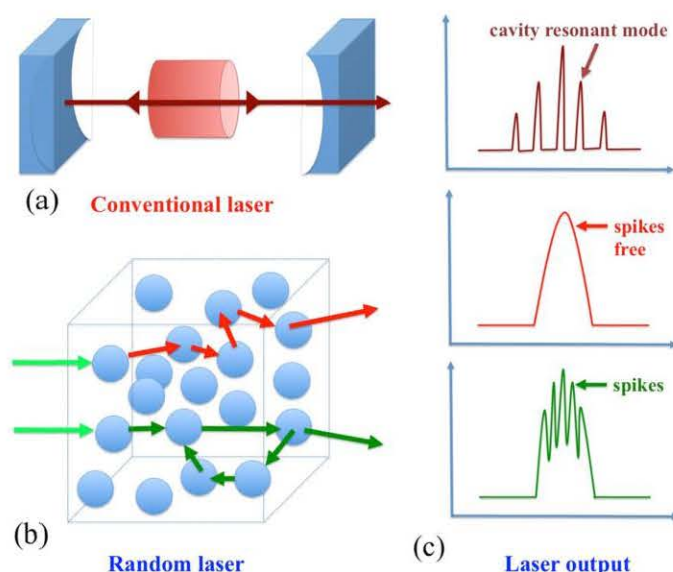 (a)
Conventional laser
(b)
Random laser
cavity resonant mode
spikes
free
spikes
(c)
Laser output